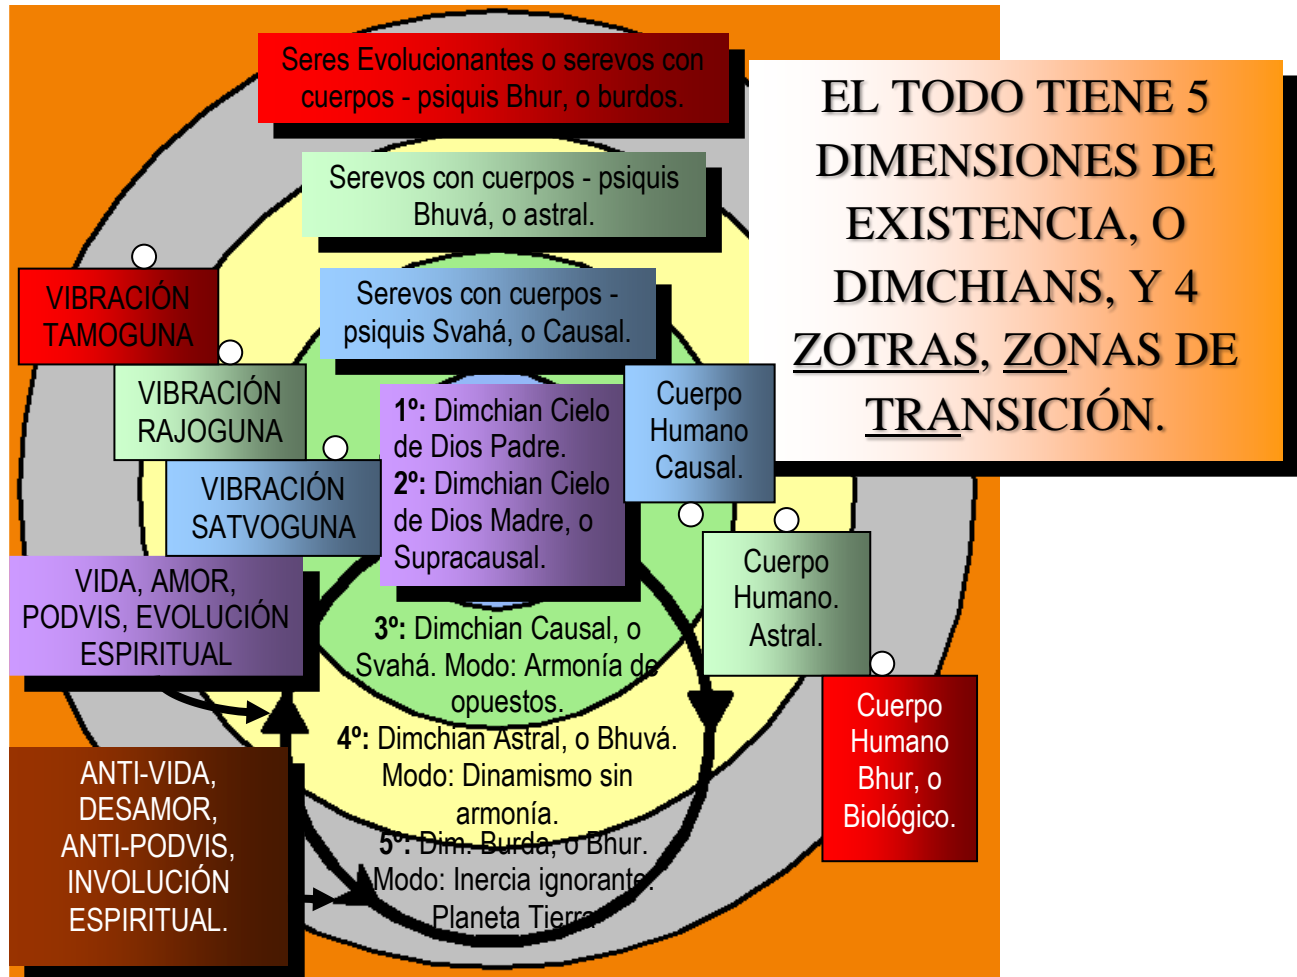 Seres Evolucionantes o serevos con
cuerpos - psiquis Bhur, o burdos.
Serevos con cuerpos - psiquis
Bhuvá, o astral.
Serevos con cuerpos -
psiquis Svahá, o Causal.
EL TODO TIENE 5
DIMENSIONES DE
EXISTENCIA, O
DIMCHIANS, Y 4
ZOTRAS, ZONAS DE
TRANSICIÓN.
VIBRACIÓN
TAMOGUNA
VIBRACIÓN
RAJOGUNA
VIBRACIÓN
SATVOGUNA
1º: Dimchian Cielo
de Dios Padre.
2º: Dimchian Cielo
de Dios Madre, o
Supracausal.
Cuerpo
Humano
Causal.
Cuerpo
Humano.
Astral.
Cuerpo
Humano
Bhur, o
Biológico.
VIDA, AMOR,
PODVIS, EVOLUCIÓN
ESPIRITUAL
3º: Dimchian Causal, o
Svahá. Modo: Armonía de
opuestos.
4º: Dimchian Astral, o Bhuvá.
Modo: Dinamismo sin
armonía.
5º: Dim. Burda, o Bhur.
Modo: Inercia ignorante.
Planeta Tierra
ANTI-VIDA,
DESAMOR,
ANTI-PODVIS,
INVOLUCIÓN
ESPIRITUAL.